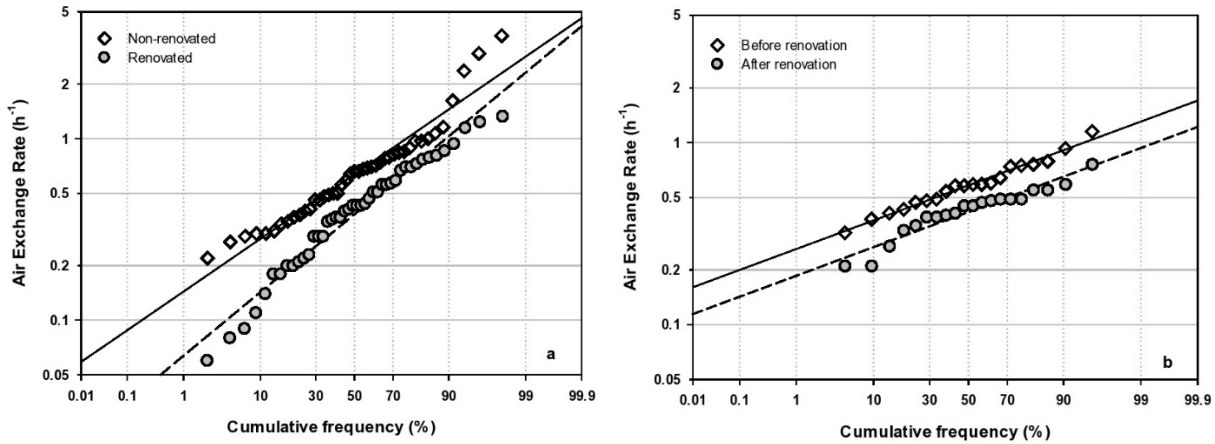 5
2
1
0.5
0.2
0.1
0.05
Air Exchange Rate (h⁻¹)
Non-renovated
Renovated
a
0.01 0.1 1 10 30 50 70 90 99 99.9
Cumulative frequency (%)
5
2
1
0.5
0.2
0.1
0.05
Air Exchange Rate (h⁻¹)
Before renovation
After renovation
b
0.01 0.1 1 10 30 50 70 90 99 99.9
Cumulative frequency (%)